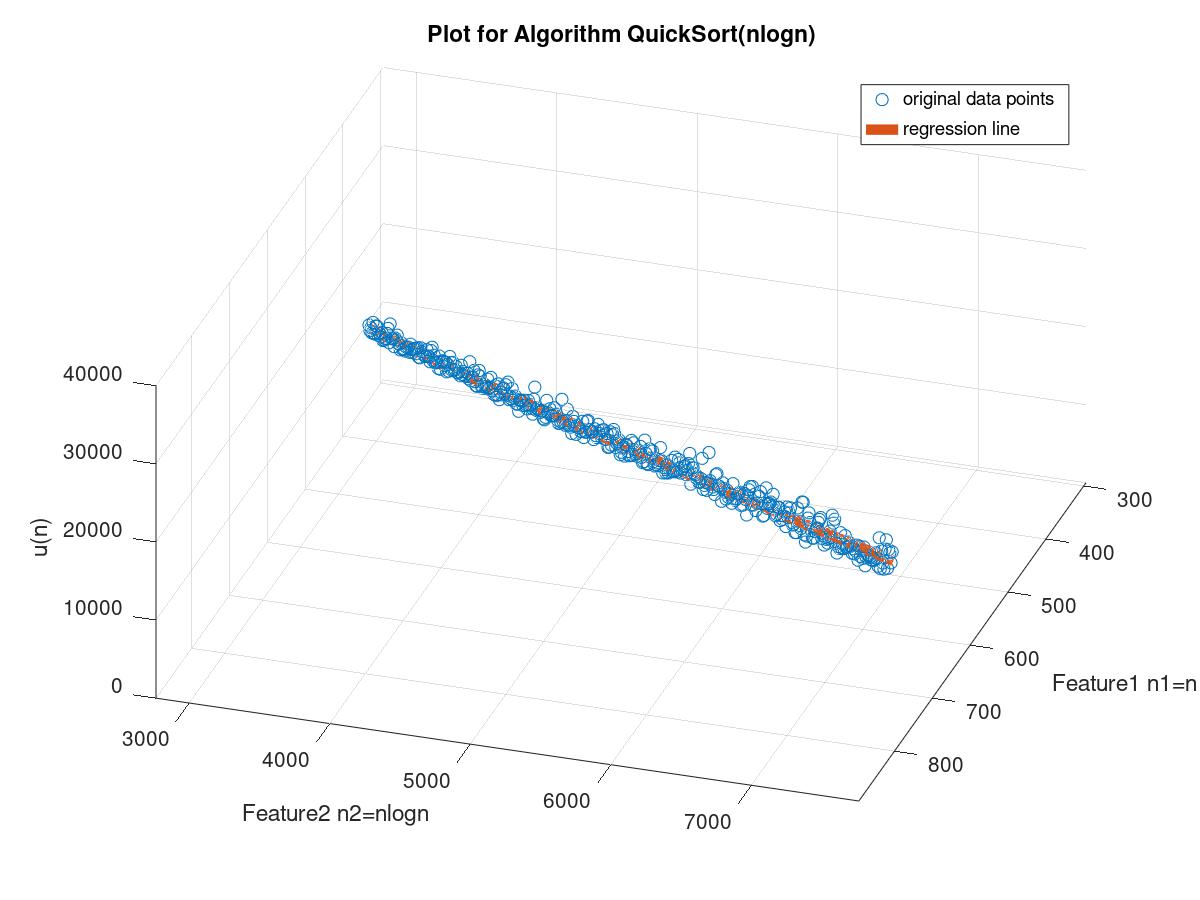 Plot for Algorithm QuickSort(nlogn)
original data points
regression line
40000
30000
20000
10000
0
u(n)
3000
4000
5000
6000
7000
Feature2 n2=nlogn
300
400
500
600
700
800
Feature1 n1=n